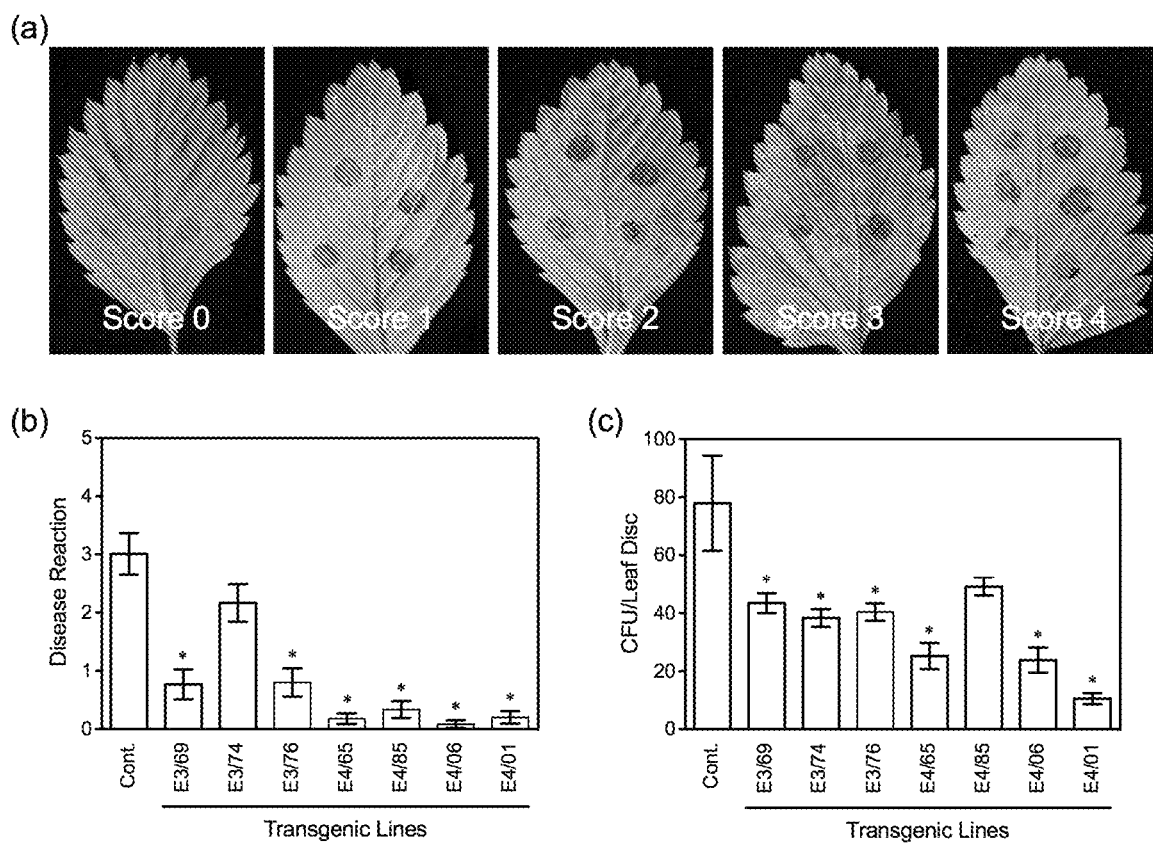 (a)
Score 0
Score 1
Score 2
Score 3
Score 4
(b)
5
4
3
2
1
0
Disease Reaction
Cont.
E3/69
E3/74
E3/76
E4/65
E4/85
E4/06
E4/01
*
*
*
*
*
*
Transgenic Lines
(c)
100
80
60
40
20
0
CFU/Leaf Disc
Cont.
E3/69
E3/74
E3/76
E4/65
E4/85
E4/06
E4/01
*
*
*
*
*
*
Transgenic Lines